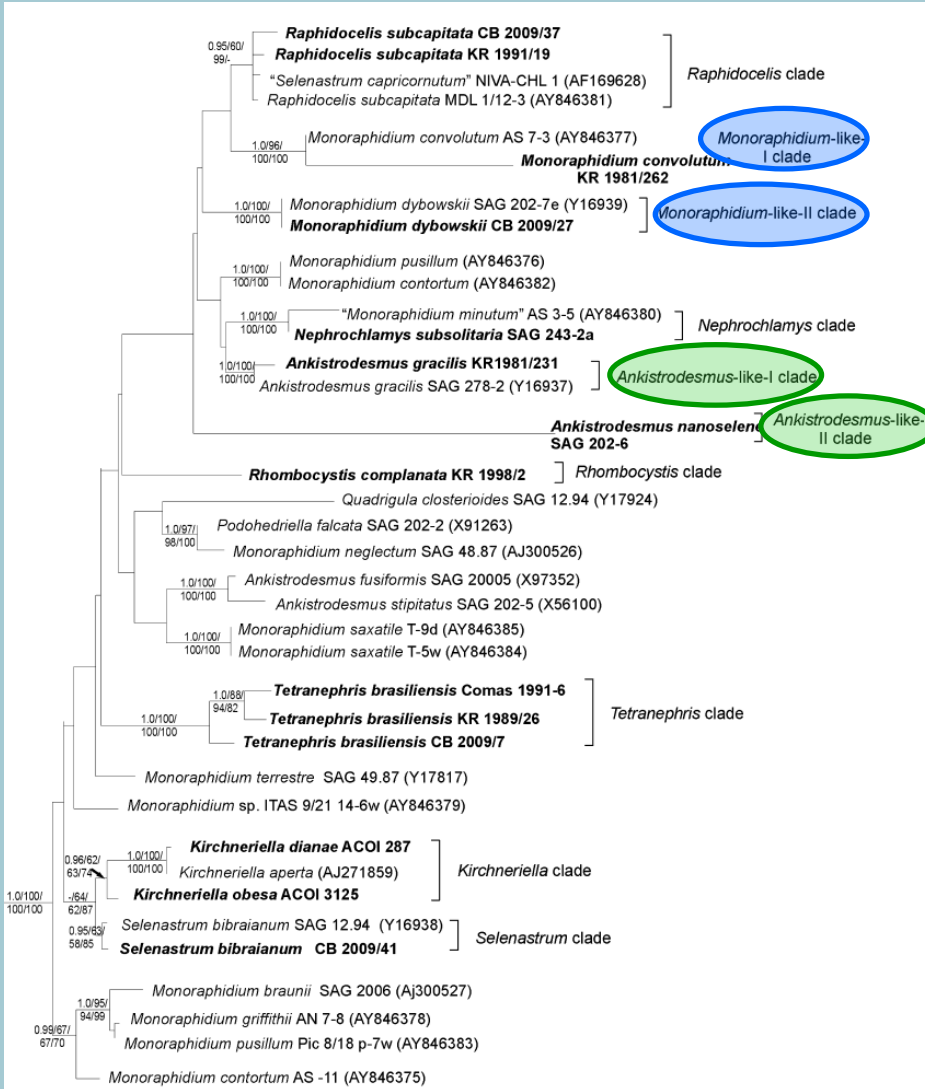 Raphidocelis subcapitata CB 2009/37
0.95/60/
99/-
Raphidocelis subcapitata KR 1991/19
"Selenastrum capricornutum" NIVA-CHL 1 (AF169628)
Raphidocelis subcapitata MDL 1/12-3 (AY846381)
Raphidocelis clade
Monoraphidium convolutum AS 7-3 (AY846377)
1.0/96/
100/100
Monoraphidium convolutum
KR 1981/262
Monoraphidium-like-
I clade
1.0/100/
100/100
Monoraphidium dybowskii SAG 202-7e (Y16939)
Monoraphidium dybowskii CB 2009/27
Monoraphidium-like-II clade
1.0/100/
100/100
Monoraphidium pusillum (AY846376)
Monoraphidium contortum (AY846382)
1.0/100/
100/100
"Monoraphidium minutum" AS 3-5 (AY846380)
Nephrochlamys subsolitaria SAG 243-2a
Nephrochlamys clade
1.0/100/
100/100
Ankistrodesmus gracilis KR1981/231
Ankistrodesmus gracilis SAG 278-2 (Y16937)
Ankistrodesmus-like-I clade
Ankistrodesmus nanoselene
SAG 202-6
Ankistrodesmus-like-
II clade
Rhombocystis complanata KR 1998/2
Rhombocystis clade
Quadrigula closterioides SAG 12.94 (Y17924)
1.0/97/
98/100
Podohedriella falcata SAG 202-2 (X91263)
Monoraphidium neglectum SAG 48.87 (AJ300526)
1.0/100/
100/100
Ankistrodesmus fusiformis SAG 20005 (X97352)
Ankistrodesmus stipitatus SAG 202-5 (X56100)
1.0/100/
100/100
Monoraphidium saxatile T-9d (AY846385)
Monoraphidium saxatile T-5w (AY846384)
1.0/100/
100/100
1.0/88/
94/82
Tetranephris brasiliensis Comas 1991-6
Tetranephris brasiliensis KR 1989/26
Tetranephris brasiliensis CB 2009/7
Tetranephris clade
Monoraphidium terrestre SAG 49.87 (Y17817)
Monoraphidium sp. ITAS 9/21 14-6w (AY846379)
0.96/62/
63/74
1.0/100/
100/100
Kirchneriella dianae ACOI 287
Kirchneriella aperta (AJ271859)
Kirchneriella obesa ACOI 3125
Kirchneriella clade
1.0/100/
100/100
-/64/
62/87
0.95/63/
58/85
Selenastrum bibraianum SAG 12.94 (Y16938)
Selenastrum bibraianum CB 2009/41
Selenastrum clade
0.99/67/
67/70
1.0/95/
94/99
Monoraphidium braunii SAG 2006 (Aj300527)
Monoraphidium griffithii AN 7-8 (AY846378)
Monoraphidium pusillum Pic 8/18 p-7w (AY846383)
Monoraphidium contortum AS -11 (AY846375)